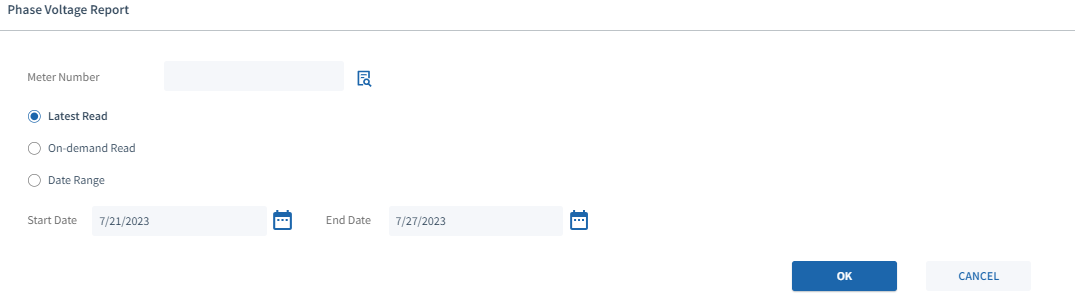 Phase Voltage Report
Meter Number
Latest Read
On-demand Read
Date Range
Start Date 7/21/2023 End Date 7/27/2023
OK CANCEL